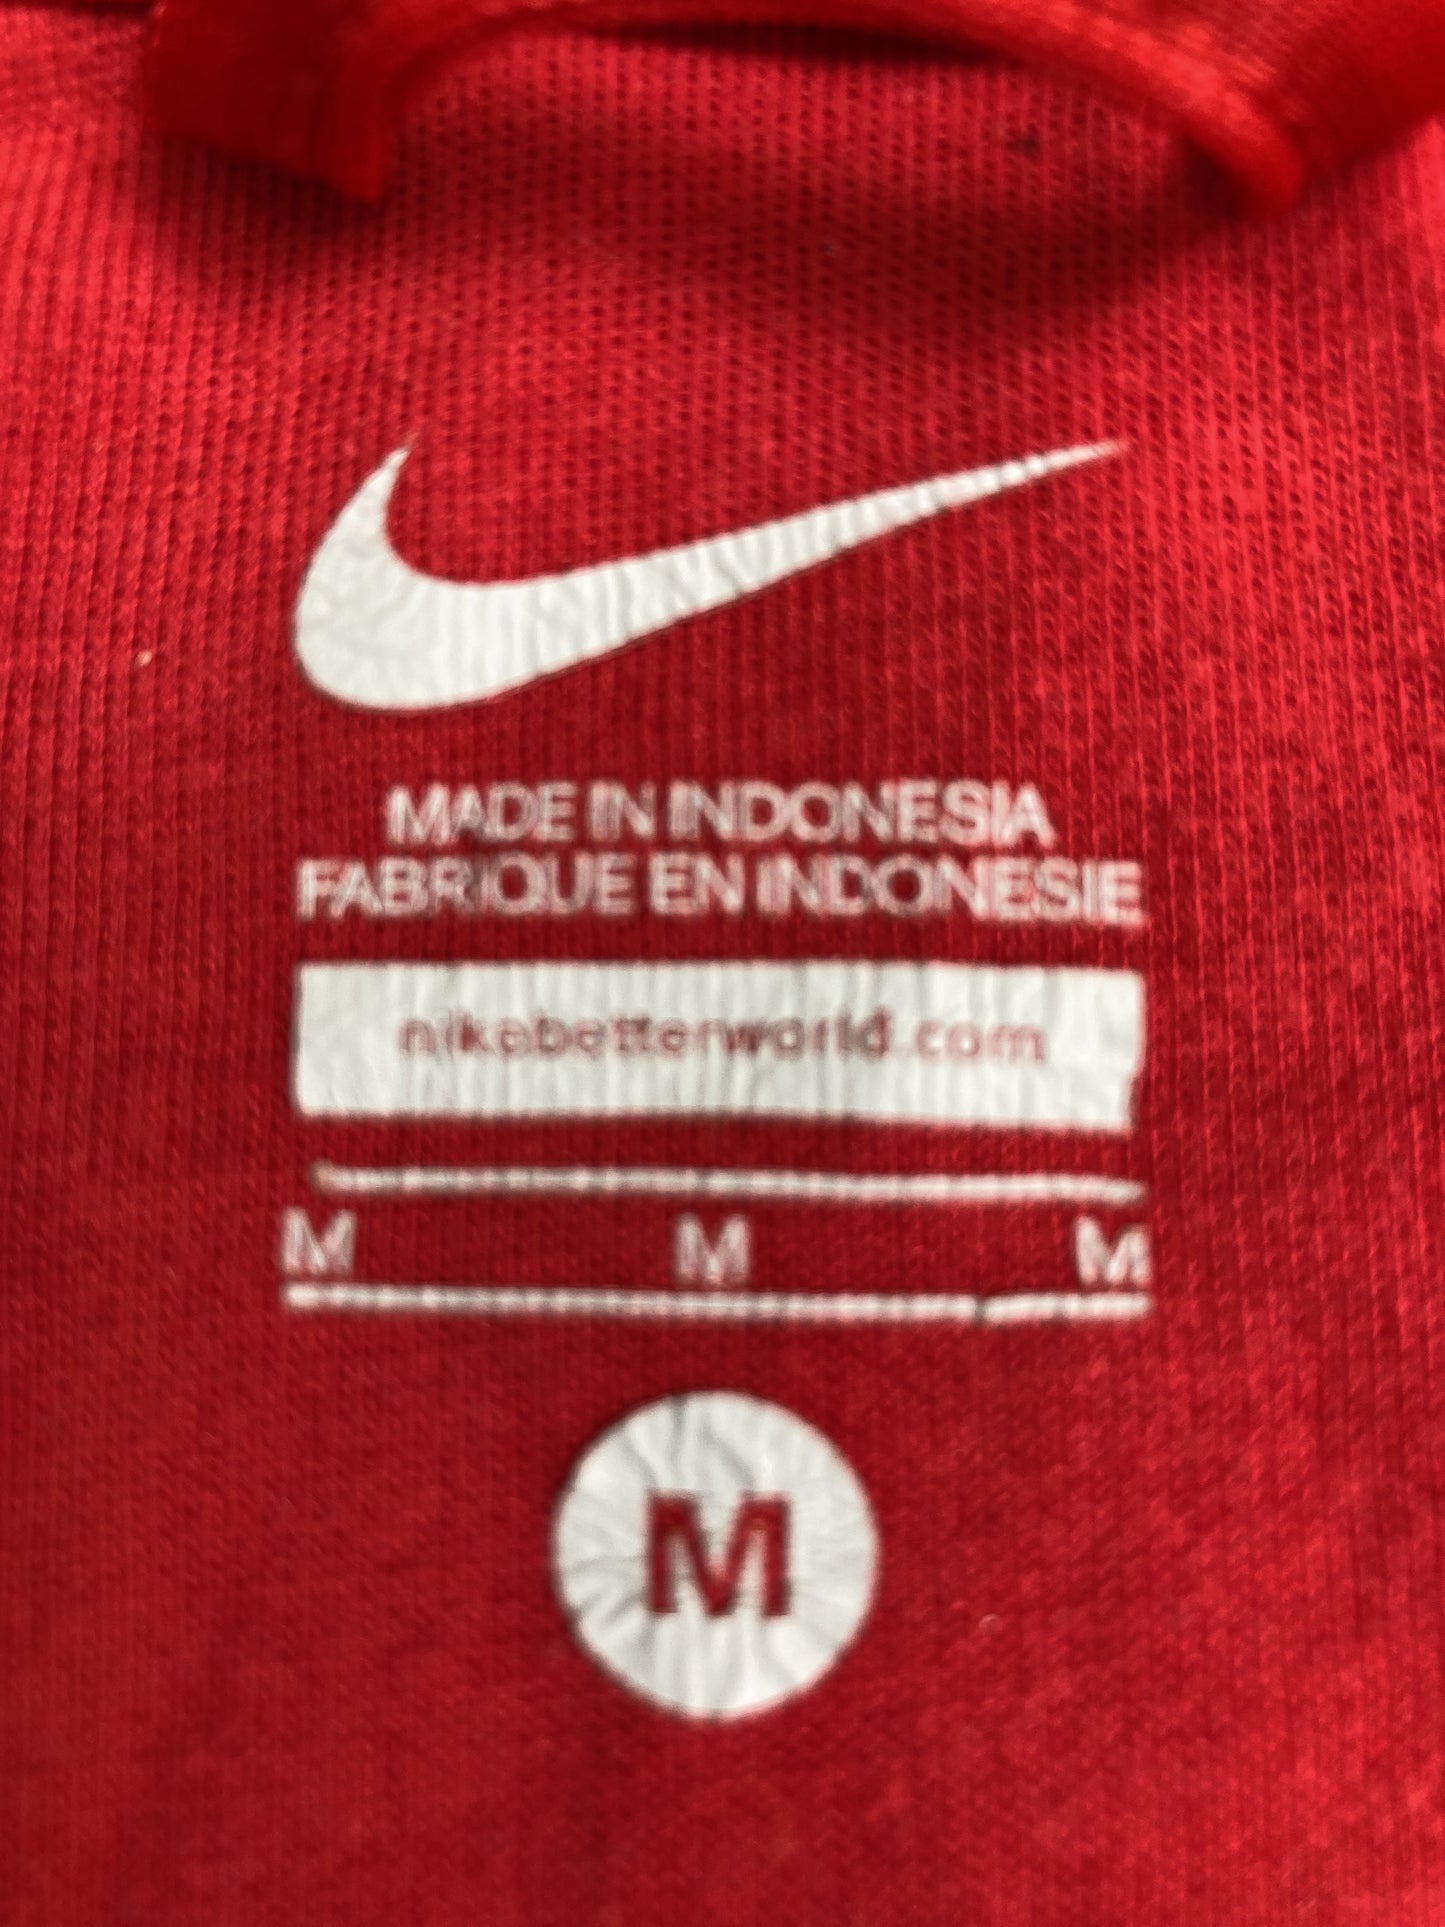 MADE IN INDONESIA
FABRIQUE EN INDONESIE
nikebetterworld.com
M M M
M